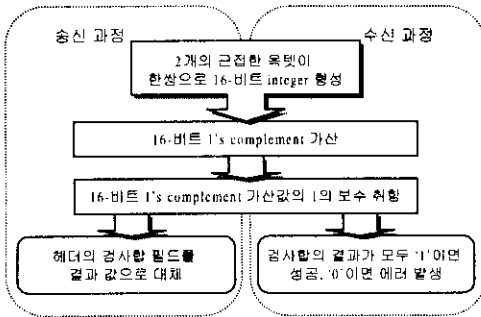 송신 과정
수신 과정
2개의 근접한 옥텟이
한쌍으로 16-비트 integer 형성
16-비트 1's complement 가산
16-비트 1's complement 가산값의 1의 보수 취함
헤더의 검사합 필드를
결과 값으로 대체
검사합의 결과가 모두 '1'이면
성공, '0'이면 에러 발생